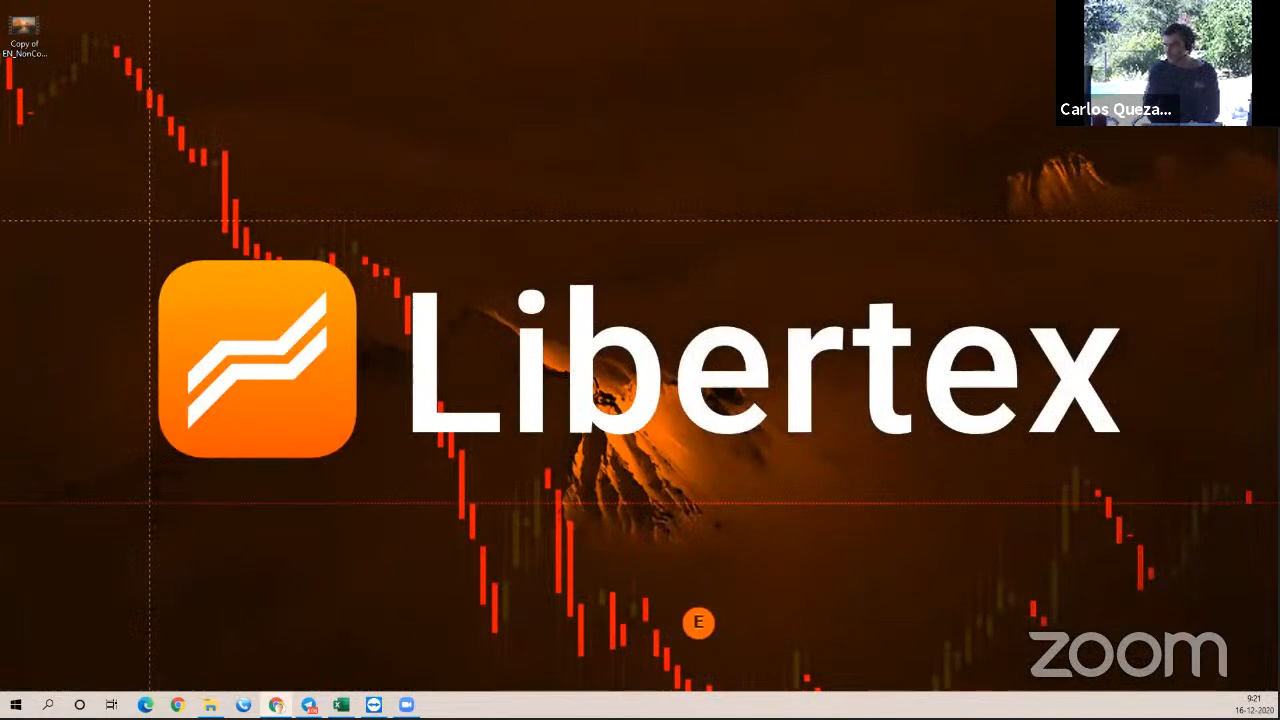 Copy of
EN_NonCo...
Carlos Queza...
Libertex
E
zoom
9:21
16-12-2020